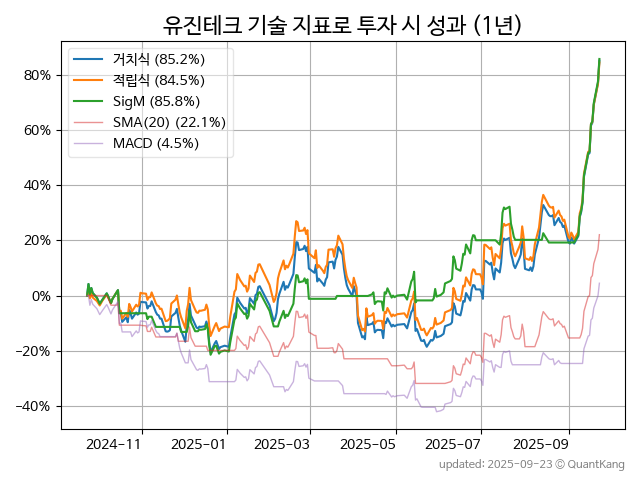 유진테크 기술 지표로 투자 시 성과 (1년)
거치식 (85.2%)
적립식 (84.5%)
SigM (85.8%)
SMA(20) (22.1%)
MACD (4.5%)
80%
60%
40%
20%
0%
−20%
−40%
2024-11
2025-01
2025-03
2025-05
2025-07
2025-09
updated: 2025-09-23 ⓒ QuantKang